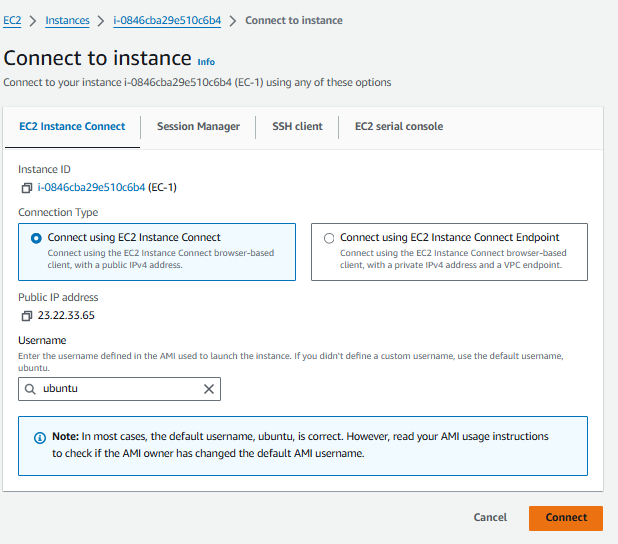 EC2 > Instances > i-0846cba29e510c6b4 > Connect to instance
Connect to instance Info
Connect to your instance i-0846cba29e510c6b4 (EC-1) using any of these options
EC2 Instance Connect
Session Manager
SSH client
EC2 serial console
Instance ID
i-0846cba29e510c6b4 (EC-1)
Connection Type
Connect using EC2 Instance Connect
Connect using the EC2 Instance Connect browser-based
client, with a public IPv4 address.
Connect using EC2 Instance Connect Endpoint
Connect using the EC2 Instance Connect browser-based
client, with a private IPv4 address and a VPC endpoint.
Public IP address
23.22.33.65
Username
Enter the username defined in the AMI used to launch the instance. If you didn't define a custom username, use the default username,
ubuntu.
ubuntu
Note: In most cases, the default username, ubuntu, is correct. However, read your AMI usage instructions
to check if the AMI owner has changed the default AMI username.
Cancel
Connect